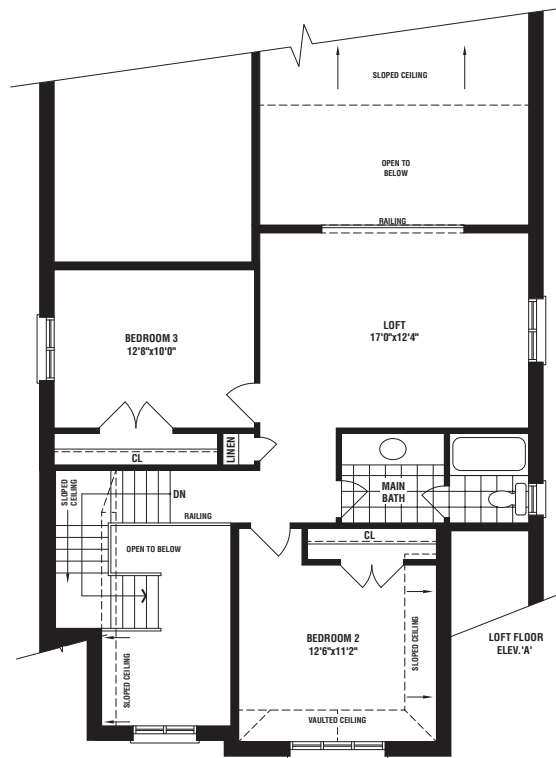 SLOPED CEILING
OPEN TO
BELOW
RAILING
BEDROOM 3
12'8"x10'0"
LOFT
17'0"x12'4"
CL
LINEN
SLOPED
CEILING
DN
MAIN
BATH
RAILING
OPEN TO BELOW
CL
SLOPED CEILING
BEDROOM 2
12'6"x11'2"
SLOPED CEILING
LOFT FLOOR
ELEV.'A'
VAULTED CEILING